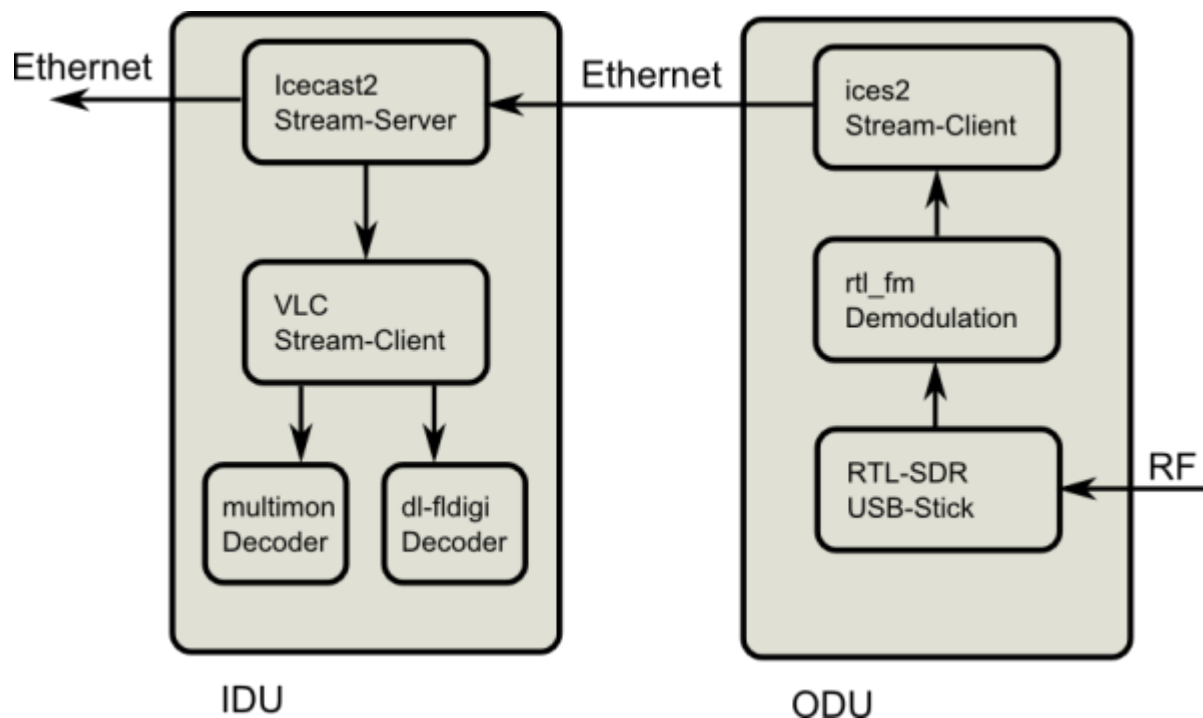 Ethernet
Icecast2
Stream-Server
Ethernet
ices2
Stream-Client
VLC
Stream-Client
rtl_fm
Demodulation
multimon
Decoder
dl-fldigi
Decoder
RTL-SDR
USB-Stick
RF
IDU
ODU